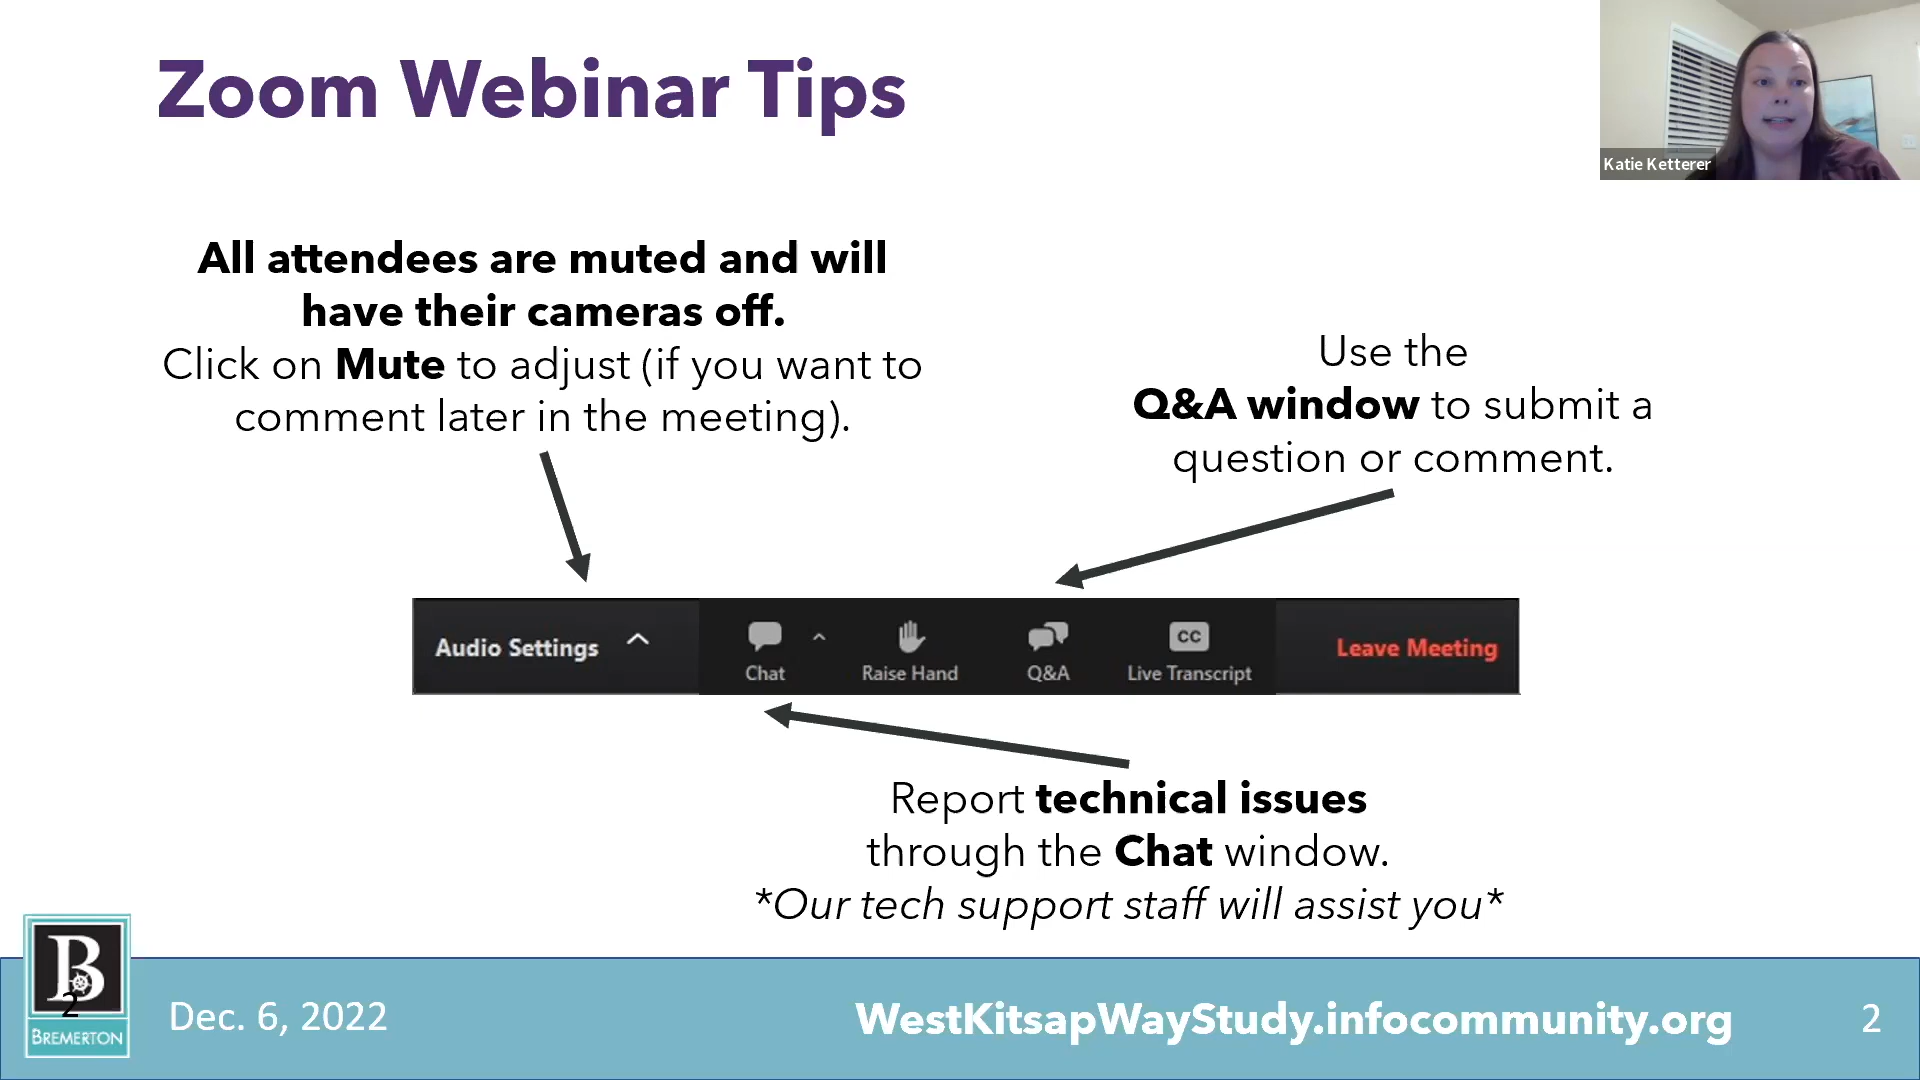 Zoom Webinar Tips
Katie Ketterer
All attendees are muted and will
have their cameras off.
Click on Mute to adjust (if you want to
comment later in the meeting).
Use the
Q&A window to submit a
question or comment.
Audio Settings
Chat
Raise Hand
Q&A
CC
Live Transcript
Leave Meeting
Report technical issues
through the Chat window.
*Our tech support staff will assist you*
B
2
BREMERTON
Dec. 6, 2022
WestKitsapWayStudy.infocommunity.org
2